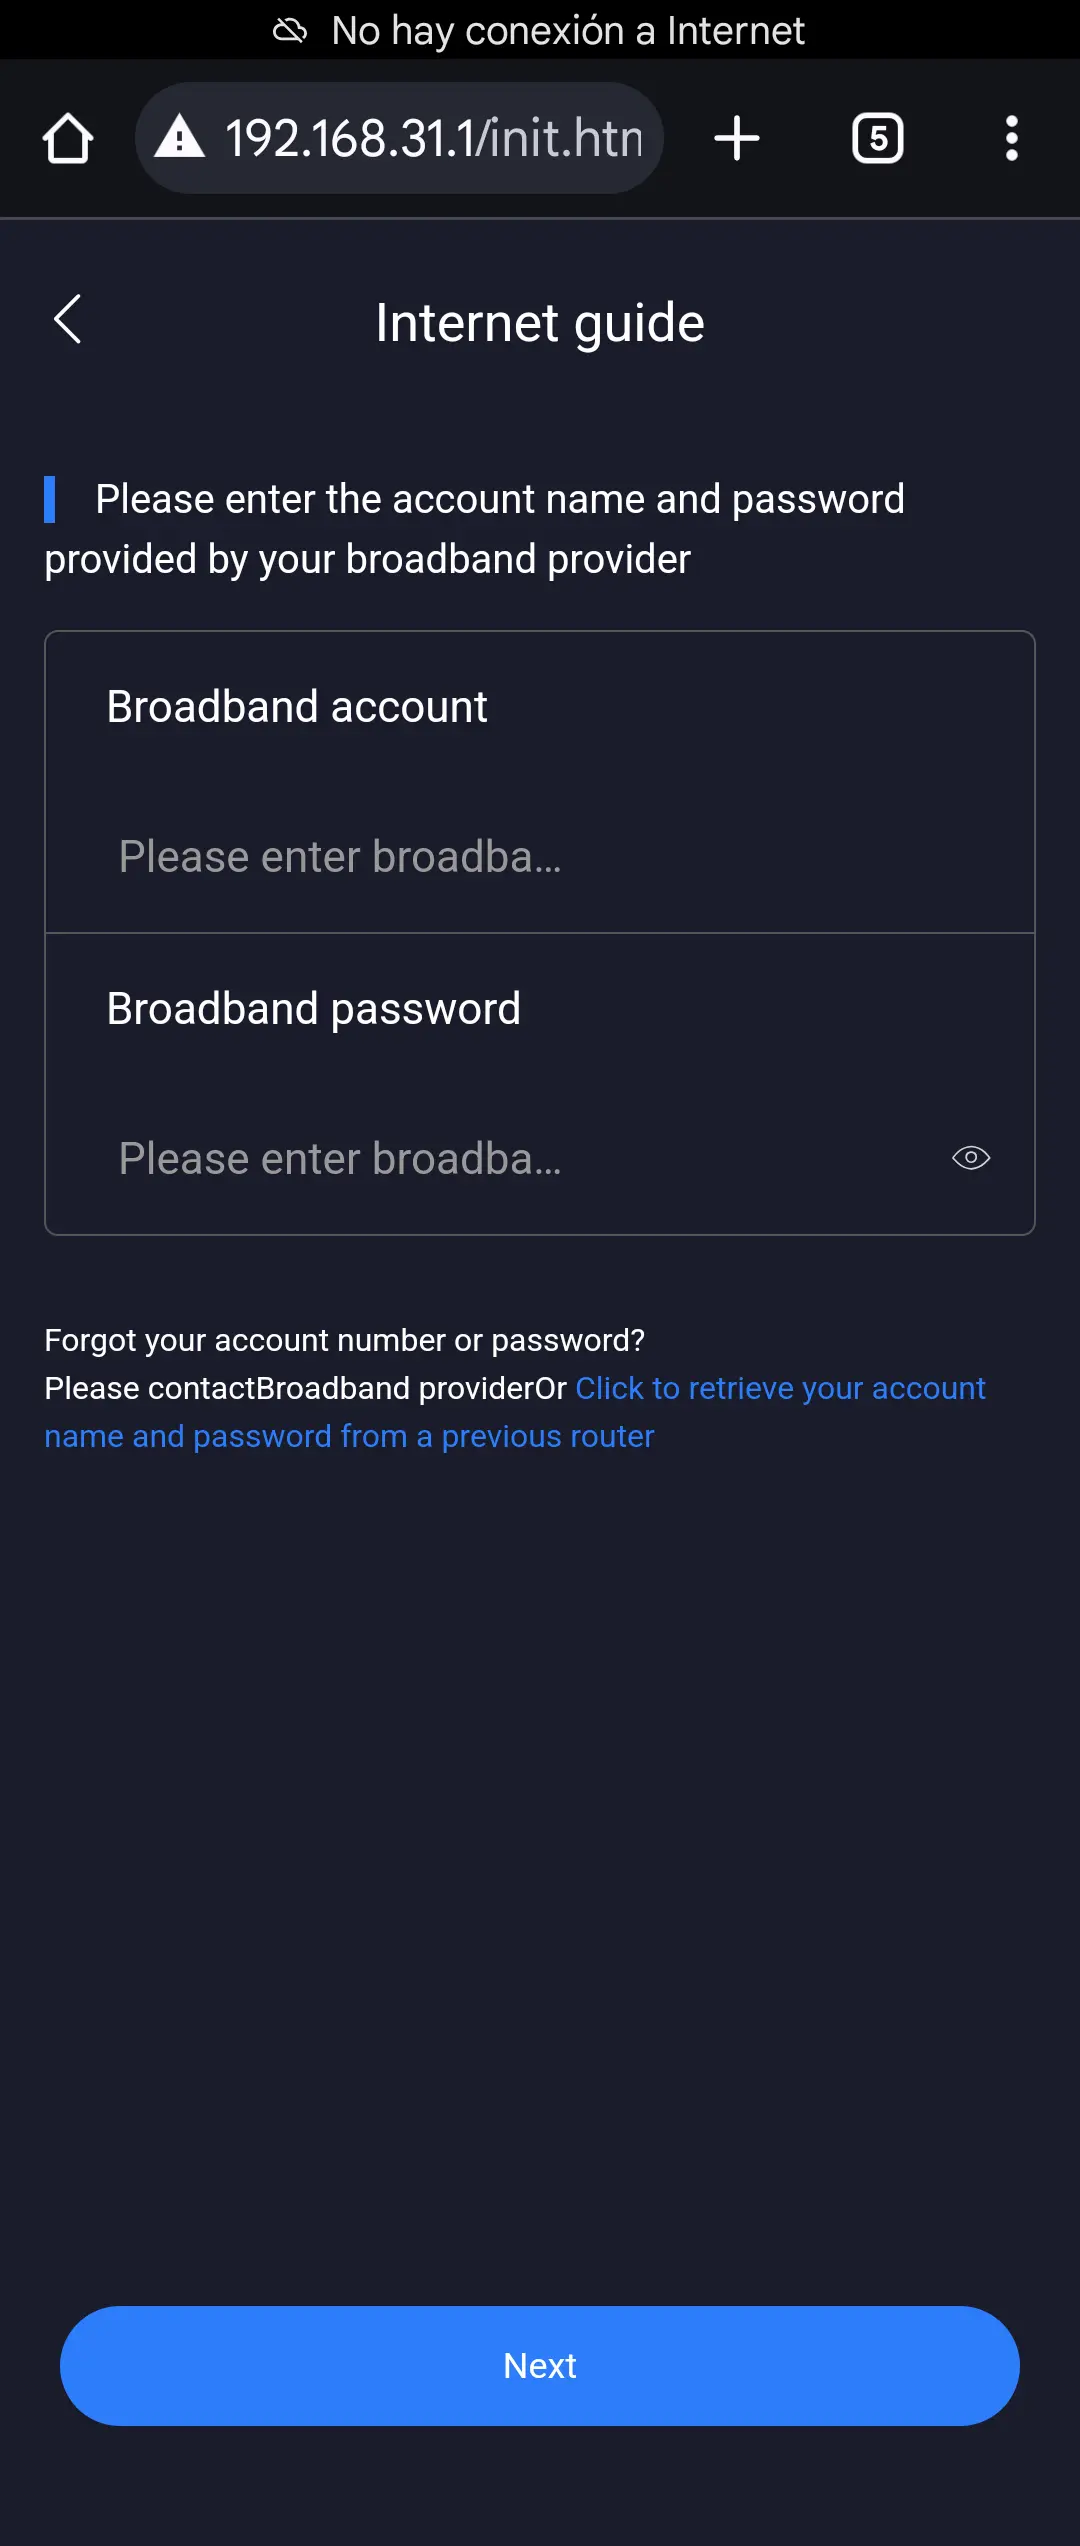 No hay conexión a Internet
192.168.31.1/init.htm
5
Internet guide
Please enter the account name and password
provided by your broadband provider
Broadband account
Please enter broadba...
Broadband password
Please enter broadba...
Forgot your account number or password?
Please contactBroadband providerOr Click to retrieve your account
name and password from a previous router
Next